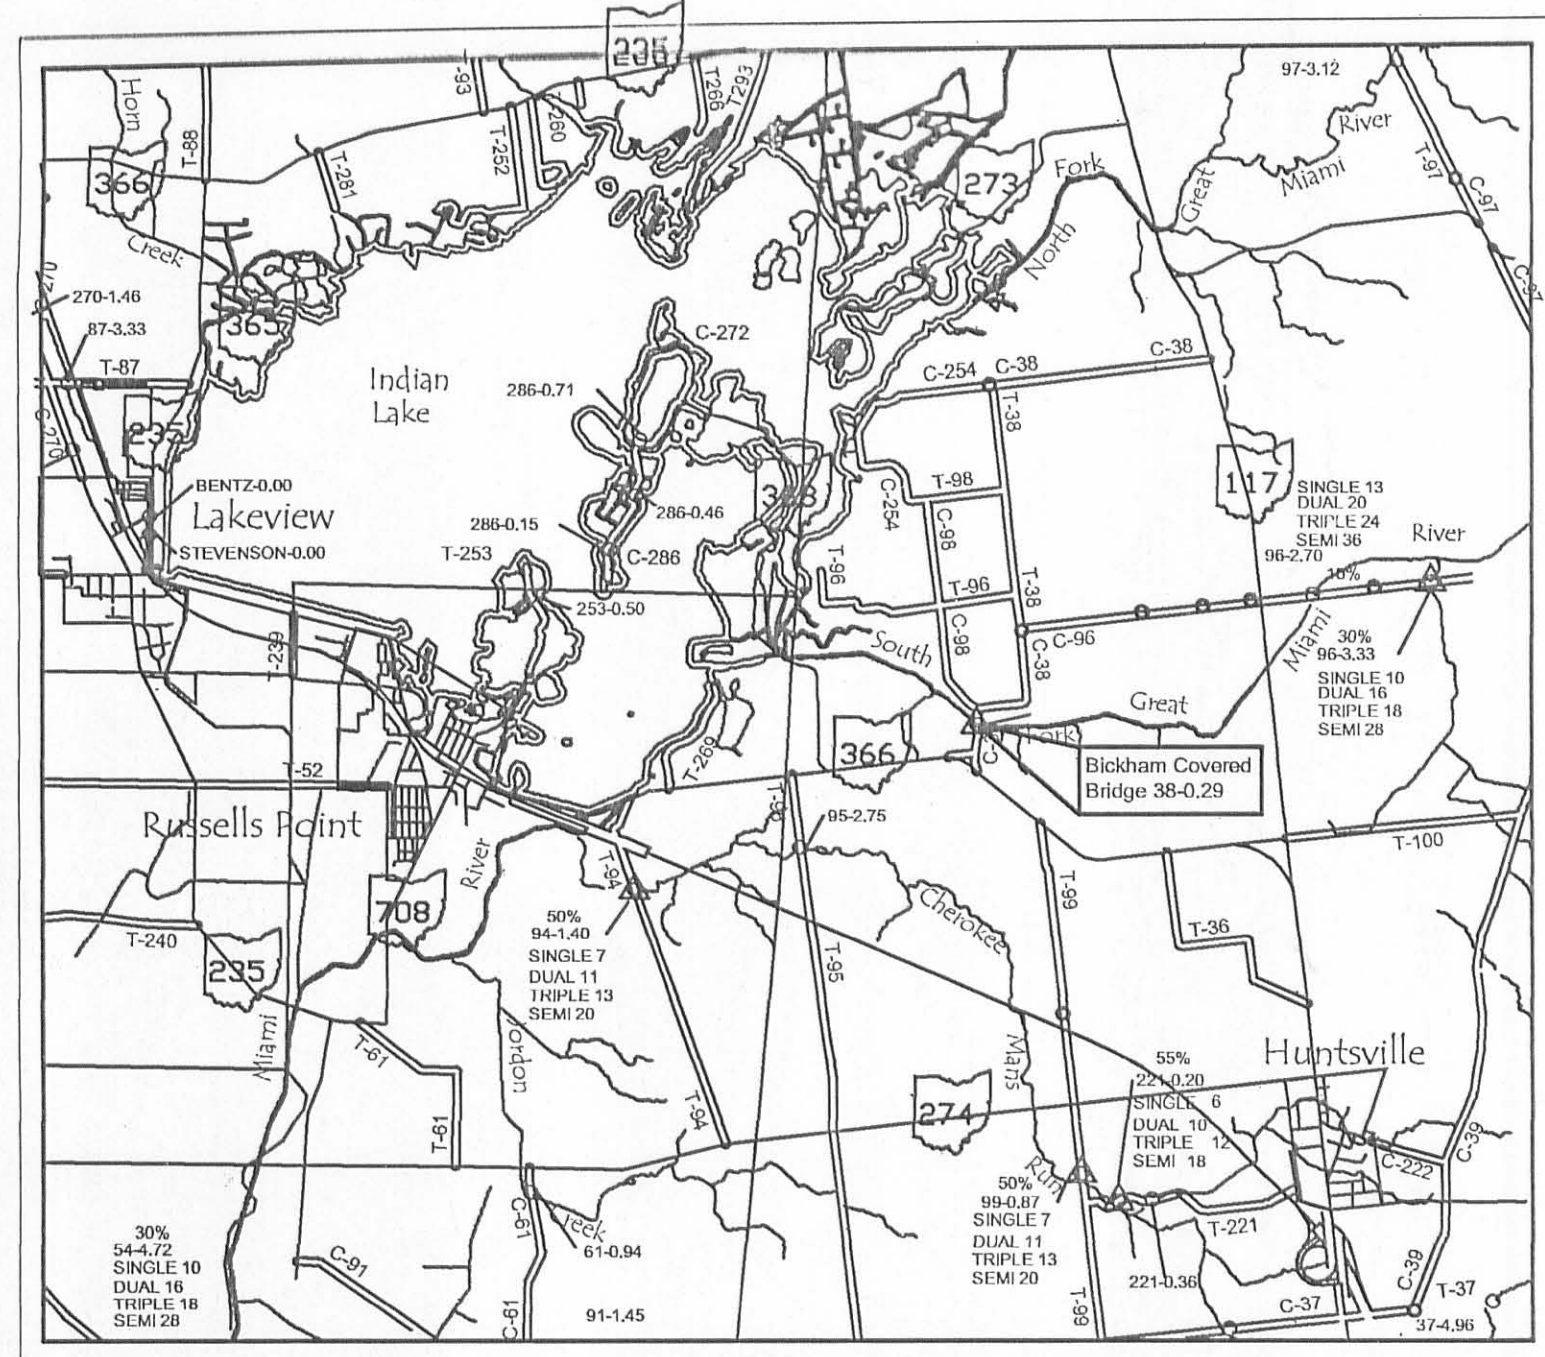 235
97-3.12
Horn
T-88
T-93
T-252
T-260
T266
T293
River
Miami
Great
T-97
C-97
C-97
366
T-281
Creek
273
Fork
North
C-270
270-1.46
365
87-3.33
T-87
C-272
C-254
C-38
C-38
Indian
Lake
286-0.71
T-38
C-270
235
117
SINGLE 13
DUAL 20
TRIPLE 24
SEMI 36
96-2.70
15%
River
BENTZ-0.00
Lakeview
STEVENSON-0.00
368
T-98
C-254
C-98
286-0.46
286-0.15
C-286
T-253
T-96
T-96
T-38
253-0.50
T-239
South
C-98
C-96
C-38
Miami
30%
96-3.33
SINGLE 10
DUAL 16
TRIPLE 18
SEMI 28
Great
Fork
366
T-269
Bickham Covered
Bridge 38-0.29
T-52
Russells Point
T-95
95-2.75
T-100
River
T-94
708
50%
94-1.40
SINGLE 7
DUAL 11
TRIPLE 13
SEMI 20
Cherokee
T-99
T-36
T-240
235
T-95
Miami
T-61
Jordon
Mans
Huntsville
55%
221-0.20
SINGLE 6
DUAL 10
TRIPLE 12
SEMI 18
274
T-61
T-94
C-39
C-222
Run
50%
99-0.87
SINGLE 7
DUAL 11
TRIPLE 13
SEMI 20
C-61
reek
61-0.94
T-221
221-0.36
30%
54-4.72
SINGLE 10
DUAL 16
TRIPLE 18
SEMI 28
C-91
C-61
91-1.45
T-99
C-37
C-39
T-37
37-4.96